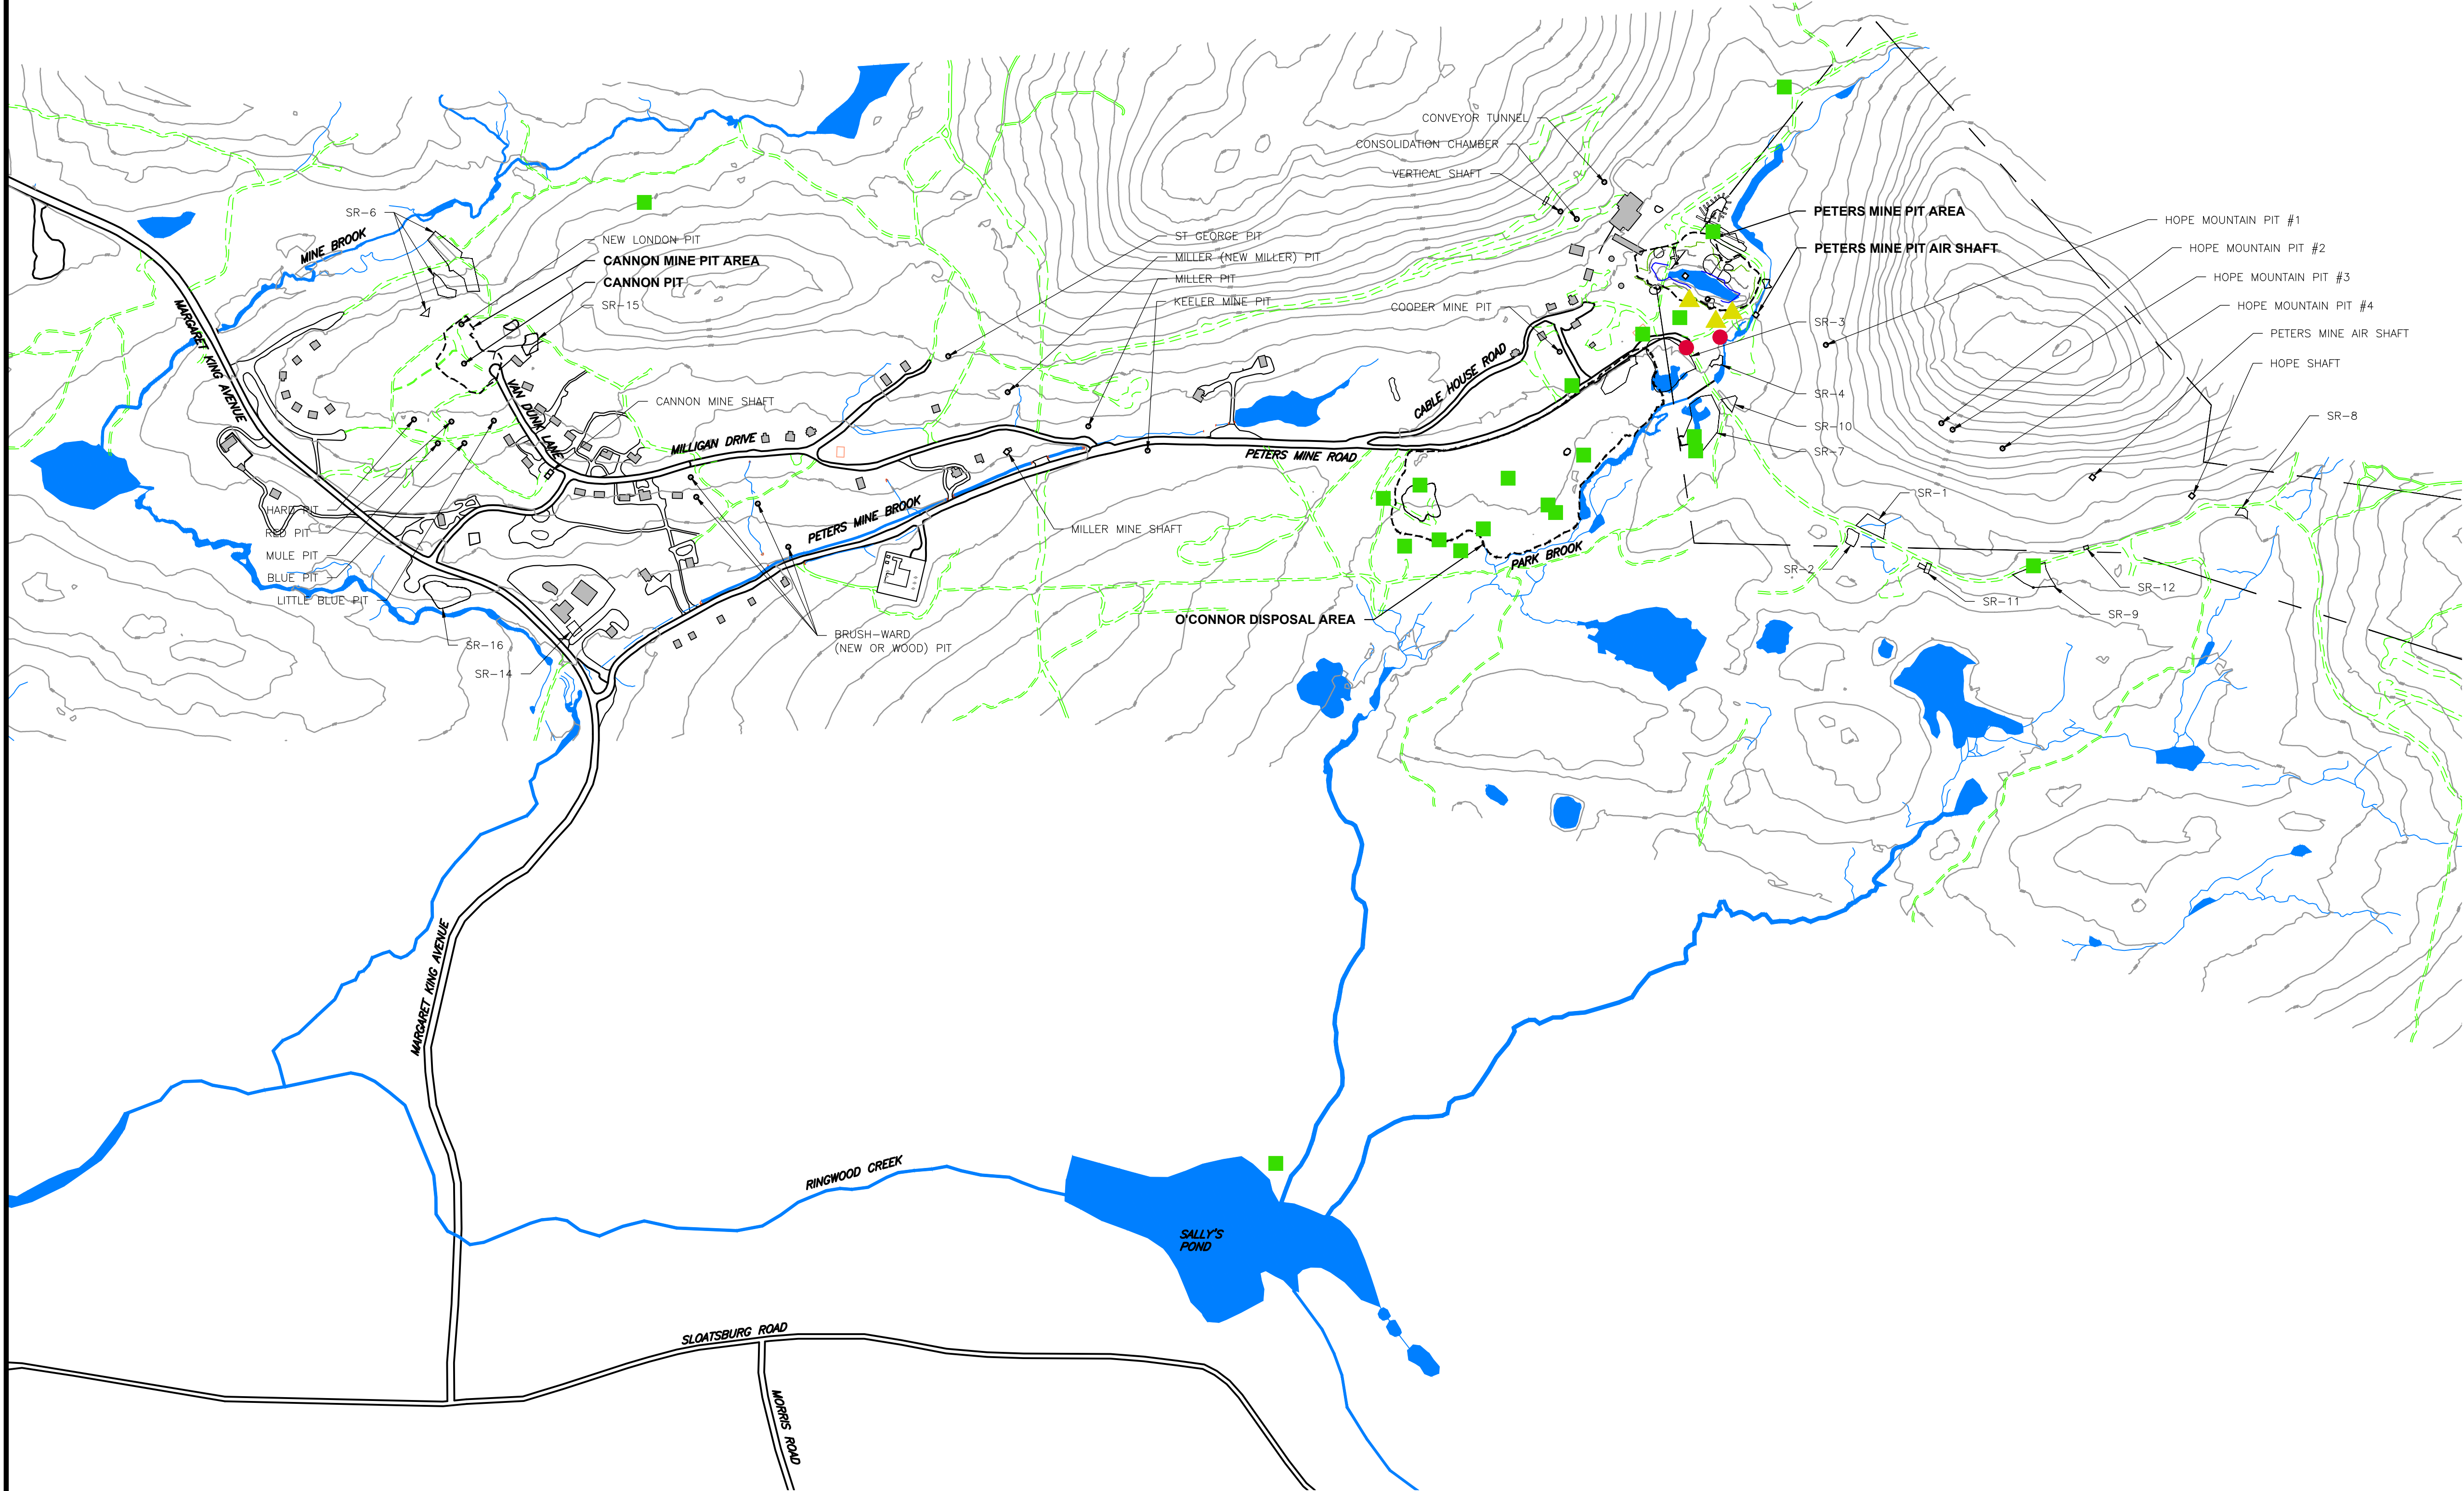 CONVEYOR TUNNEL
CONSOLIDATION CHAMBER
VERTICAL SHAFT
SR-6
MINE BROOK
NEW LONDON PIT
CANNON MINE PIT AREA
CANNON PIT
SR-15
ST GEORGE PIT
MILLER (NEW MILLER) PIT
MILLER PIT
KEELER MINE PIT
COOPER MINE PIT
PETERS MINE PIT AREA
PETERS MINE PIT AIR SHAFT
HOPE MOUNTAIN PIT #1
HOPE MOUNTAIN PIT #2
HOPE MOUNTAIN PIT #3
HOPE MOUNTAIN PIT #4
PETERS MINE AIR SHAFT
HOPE SHAFT
SR-8
SR-3
SR-4
SR-10
SR-7
MARGARET KING AVENUE
VAN DUNK LANE
CANNON MINE SHAFT
MILLIGAN DRIVE
CABLE HOUSE ROAD
PETERS MINE ROAD
HARD PIT
RED PIT
MULE PIT
BLUE PIT
LITTLE BLUE PIT
PETERS MINE BROOK
MILLER MINE SHAFT
SR-1
SR-2
SR-11
SR-12
SR-9
PARK BROOK
O'CONNOR DISPOSAL AREA
BRUSH-WARD
(NEW OR WOOD) PIT
SR-16
SR-14
MARGARET KING AVENUE
RINGWOOD CREEK
SALLY'S
POND
SLOATSBURG ROAD
MORRIS ROAD